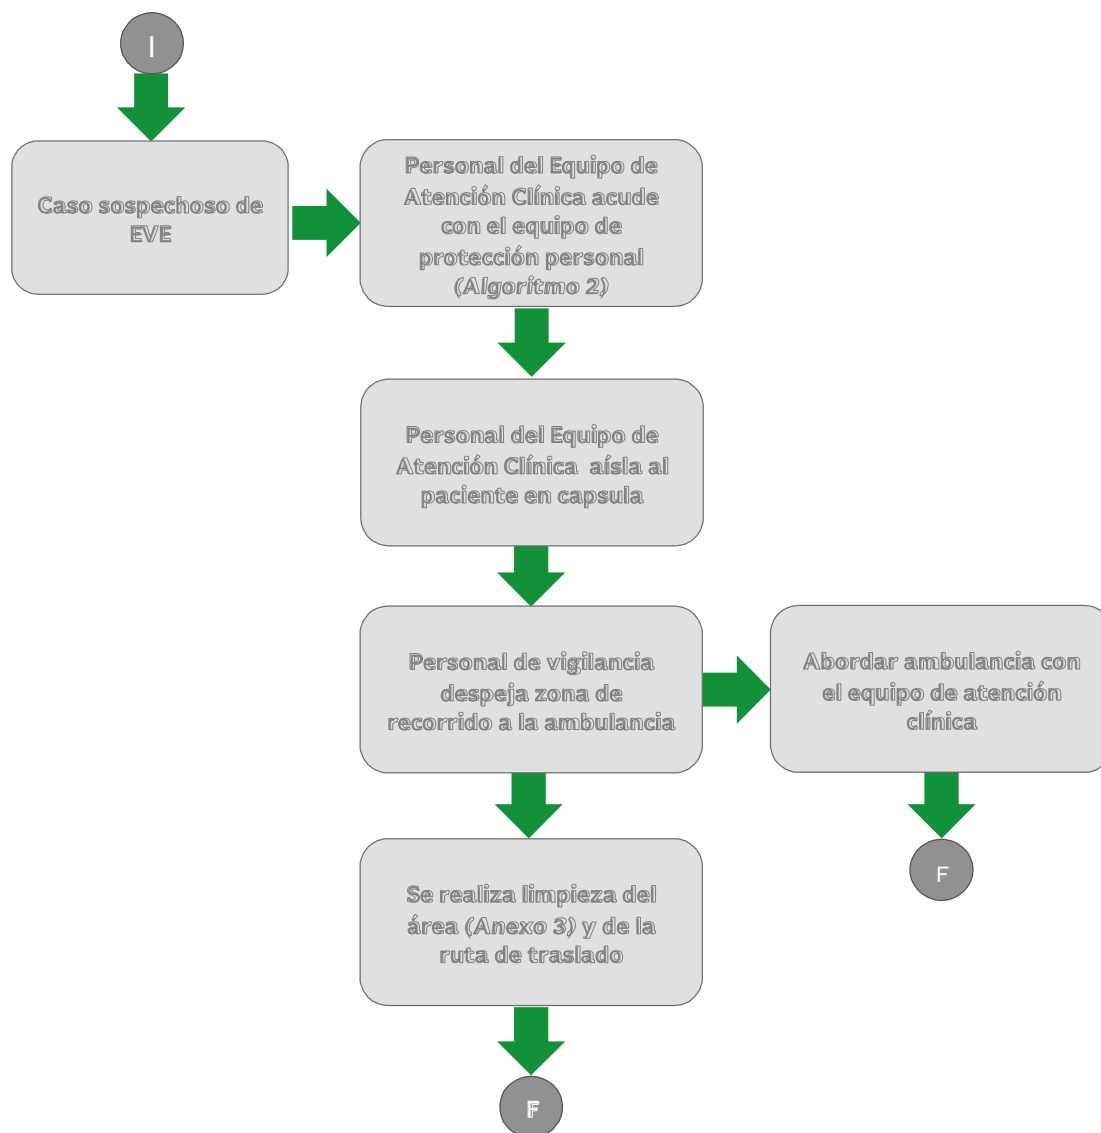 I
Caso sospechoso de
EVE
Personal del Equipo de
Atención Clínica acude
con el equipo de
protección personal
(Algoritmo 2)
Personal del Equipo de
Atención Clínica  aísla al
paciente en capsula
Personal de vigilancia
despeja zona de
recorrido a la ambulancia
Abordar ambulancia con
el equipo de atención
clínica
F
Se realiza limpieza del
área (Anexo 3) y de la
ruta de traslado
F